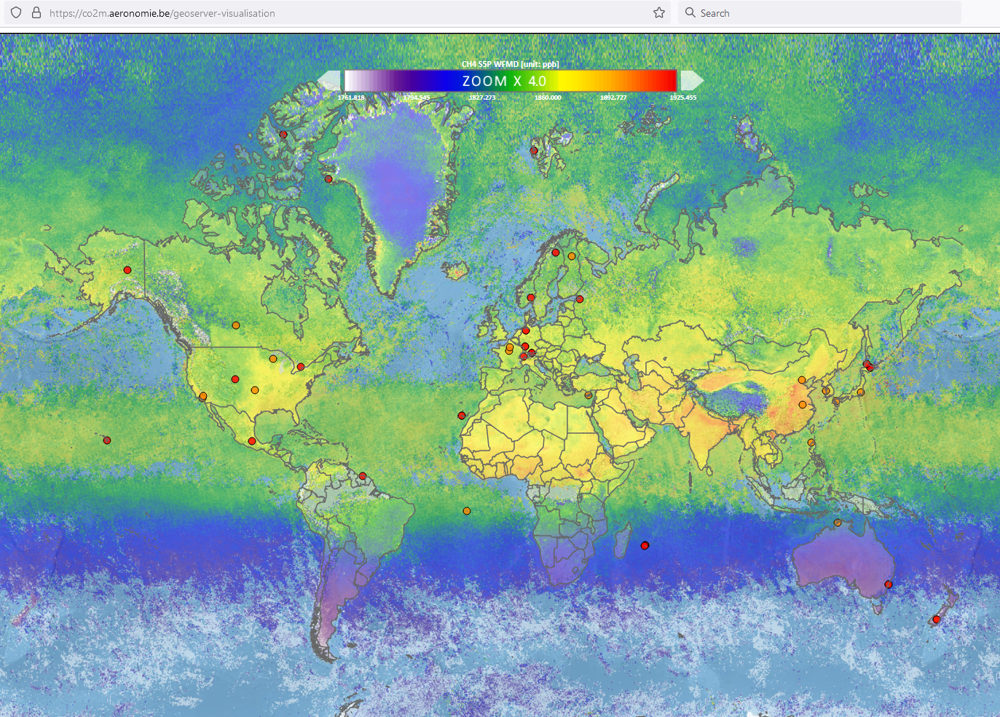 https://co2m.aeronomie.be/geoserver-visualisation
Search
CH4 S5P WFMD [unit: ppb]
ZOOM X 4.0
1761.818 1794.545 1827.273 1860.000 1892.727 1925.455